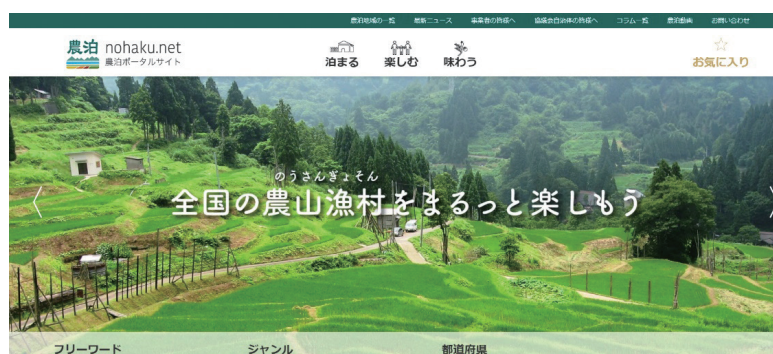 農泊地域の一覧 最新ニュース 事業者の皆様へ 協議会自治体の皆様へ コラム一覧 農泊動画 お問い合わせ
農泊 nohaku.net
農泊ポータルサイト
泊まる 楽しむ 味わう
お気に入り
のうさんぎょそん
全国の農山漁村をまるっと楽しもう
フリーワード ジャンル 都道府県